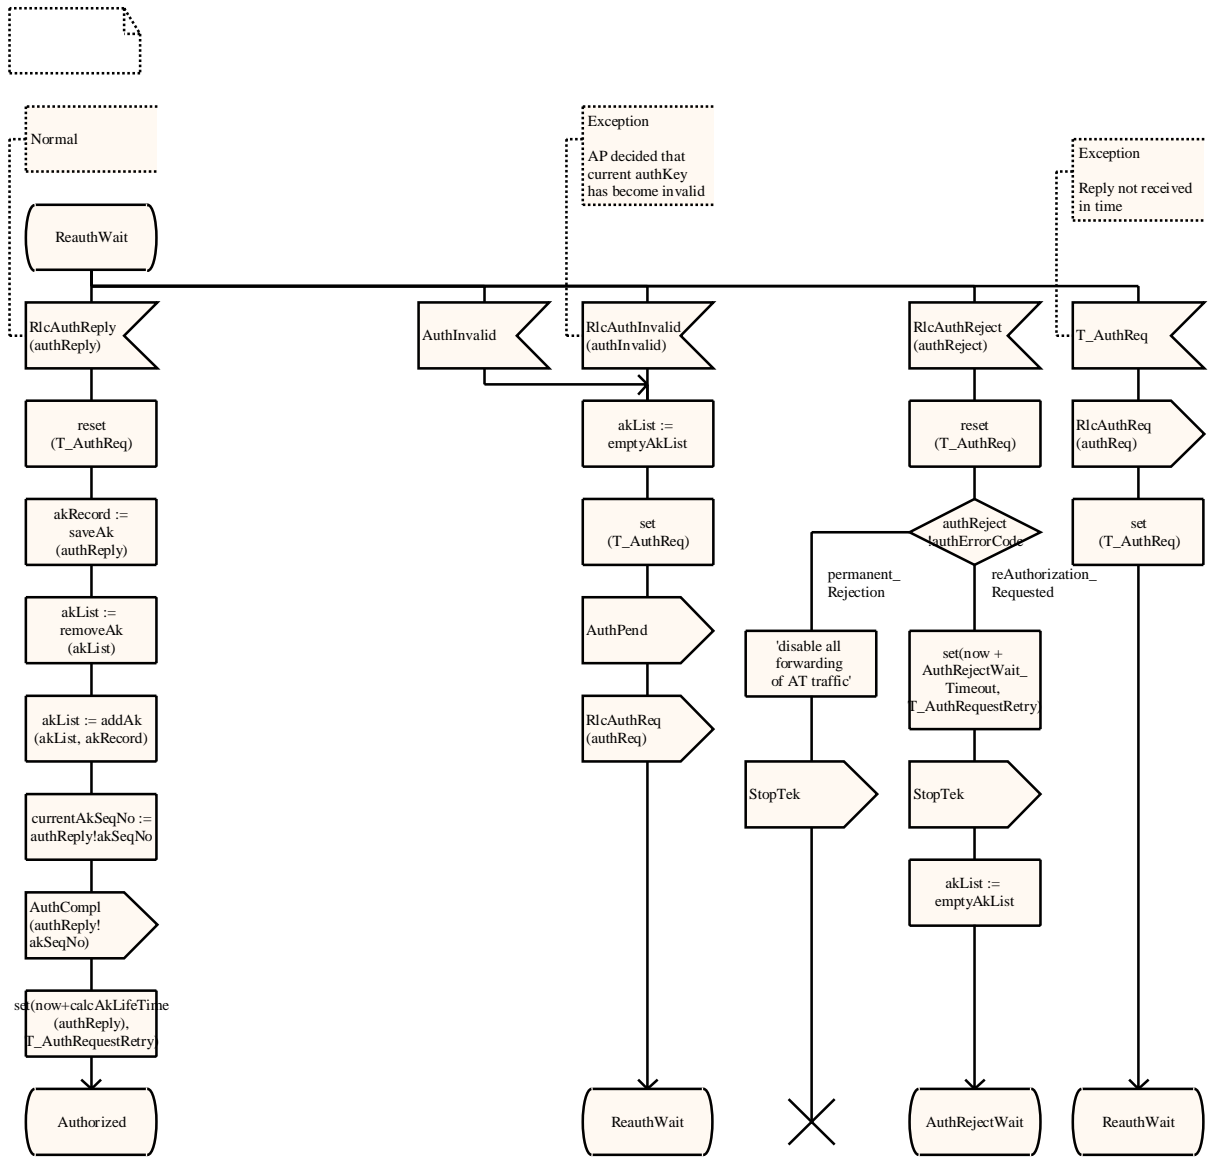 Normal
Exception
AP decided that
current authKey
has become invalid
Exception
Reply not received
in time
ReauthWait
RlcAuthReply
(authReply)
AuthInvalid
RlcAuthInvalid
(authInvalid)
RlcAuthReject
(authReject)
T_AuthReq
reset
(T_AuthReq)
akList :=
emptyAkList
reset
(T_AuthReq)
RlcAuthReq
(authReq)
akRecord :=
saveAk
(authReply)
set
(T_AuthReq)
authReject
!authErrorCode
set
(T_AuthReq)
permanent_
Rejection
reAuthorization_
Requested
akList :=
removeAk
(akList)
AuthPend
'disable all
forwarding
of AT traffic'
set(now +
AuthRejectWait_
Timeout,
T_AuthRequestRetry)
akList := addAk
(akList, akRecord)
RlcAuthReq
(authReq)
StopTek
StopTek
currentAkSeqNo :=
authReply!akSeqNo
akList :=
emptyAkList
AuthCompl
(authReply!
akSeqNo)
set(now+calcAkLifeTime
(authReply),
T_AuthRequestRetry)
Authorized
ReauthWait
AuthRejectWait
ReauthWait